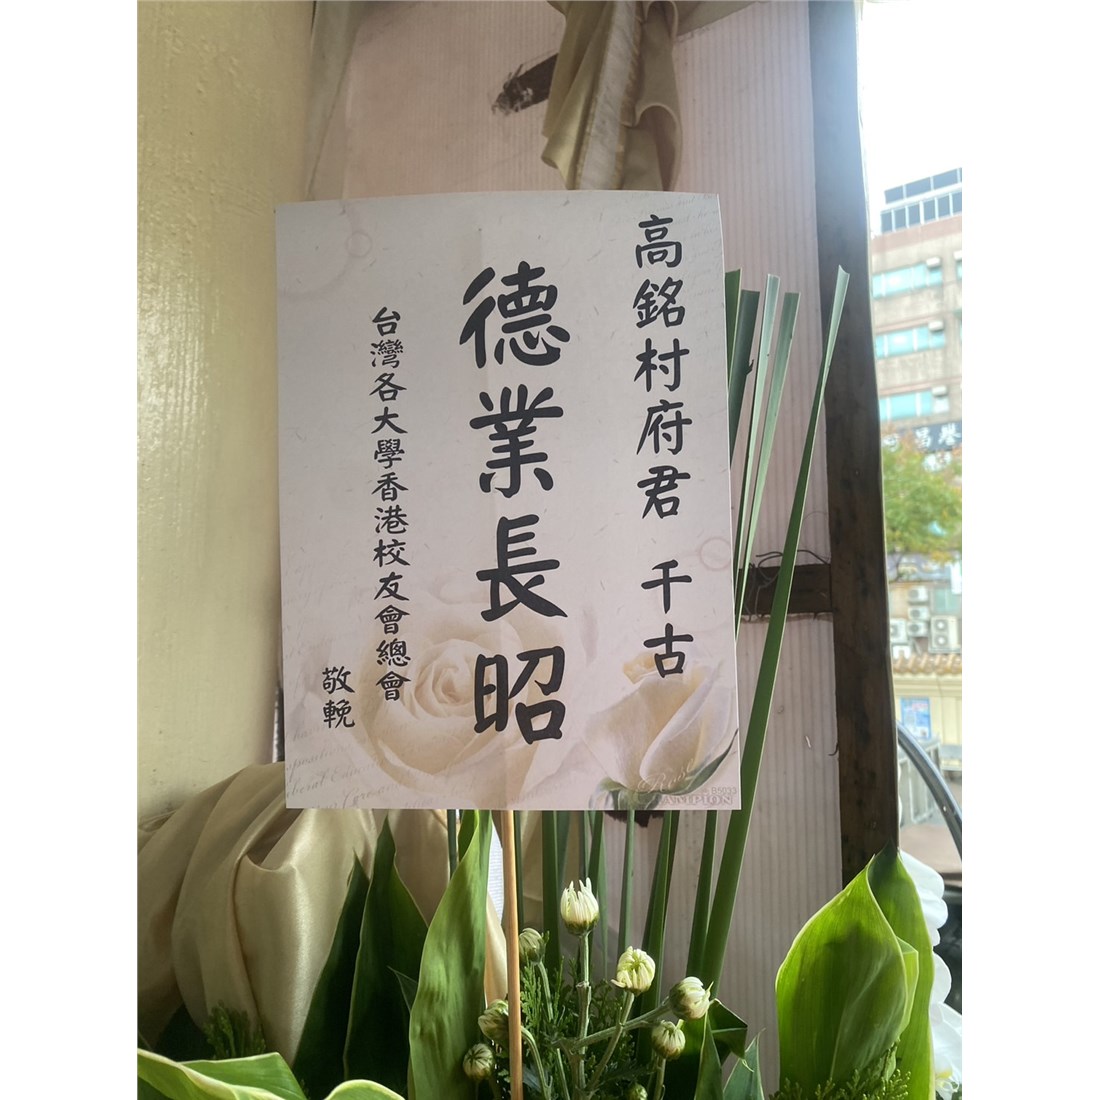 高銘村府君 千古
德業長昭
台灣各大學香港校友會總會
敬輓